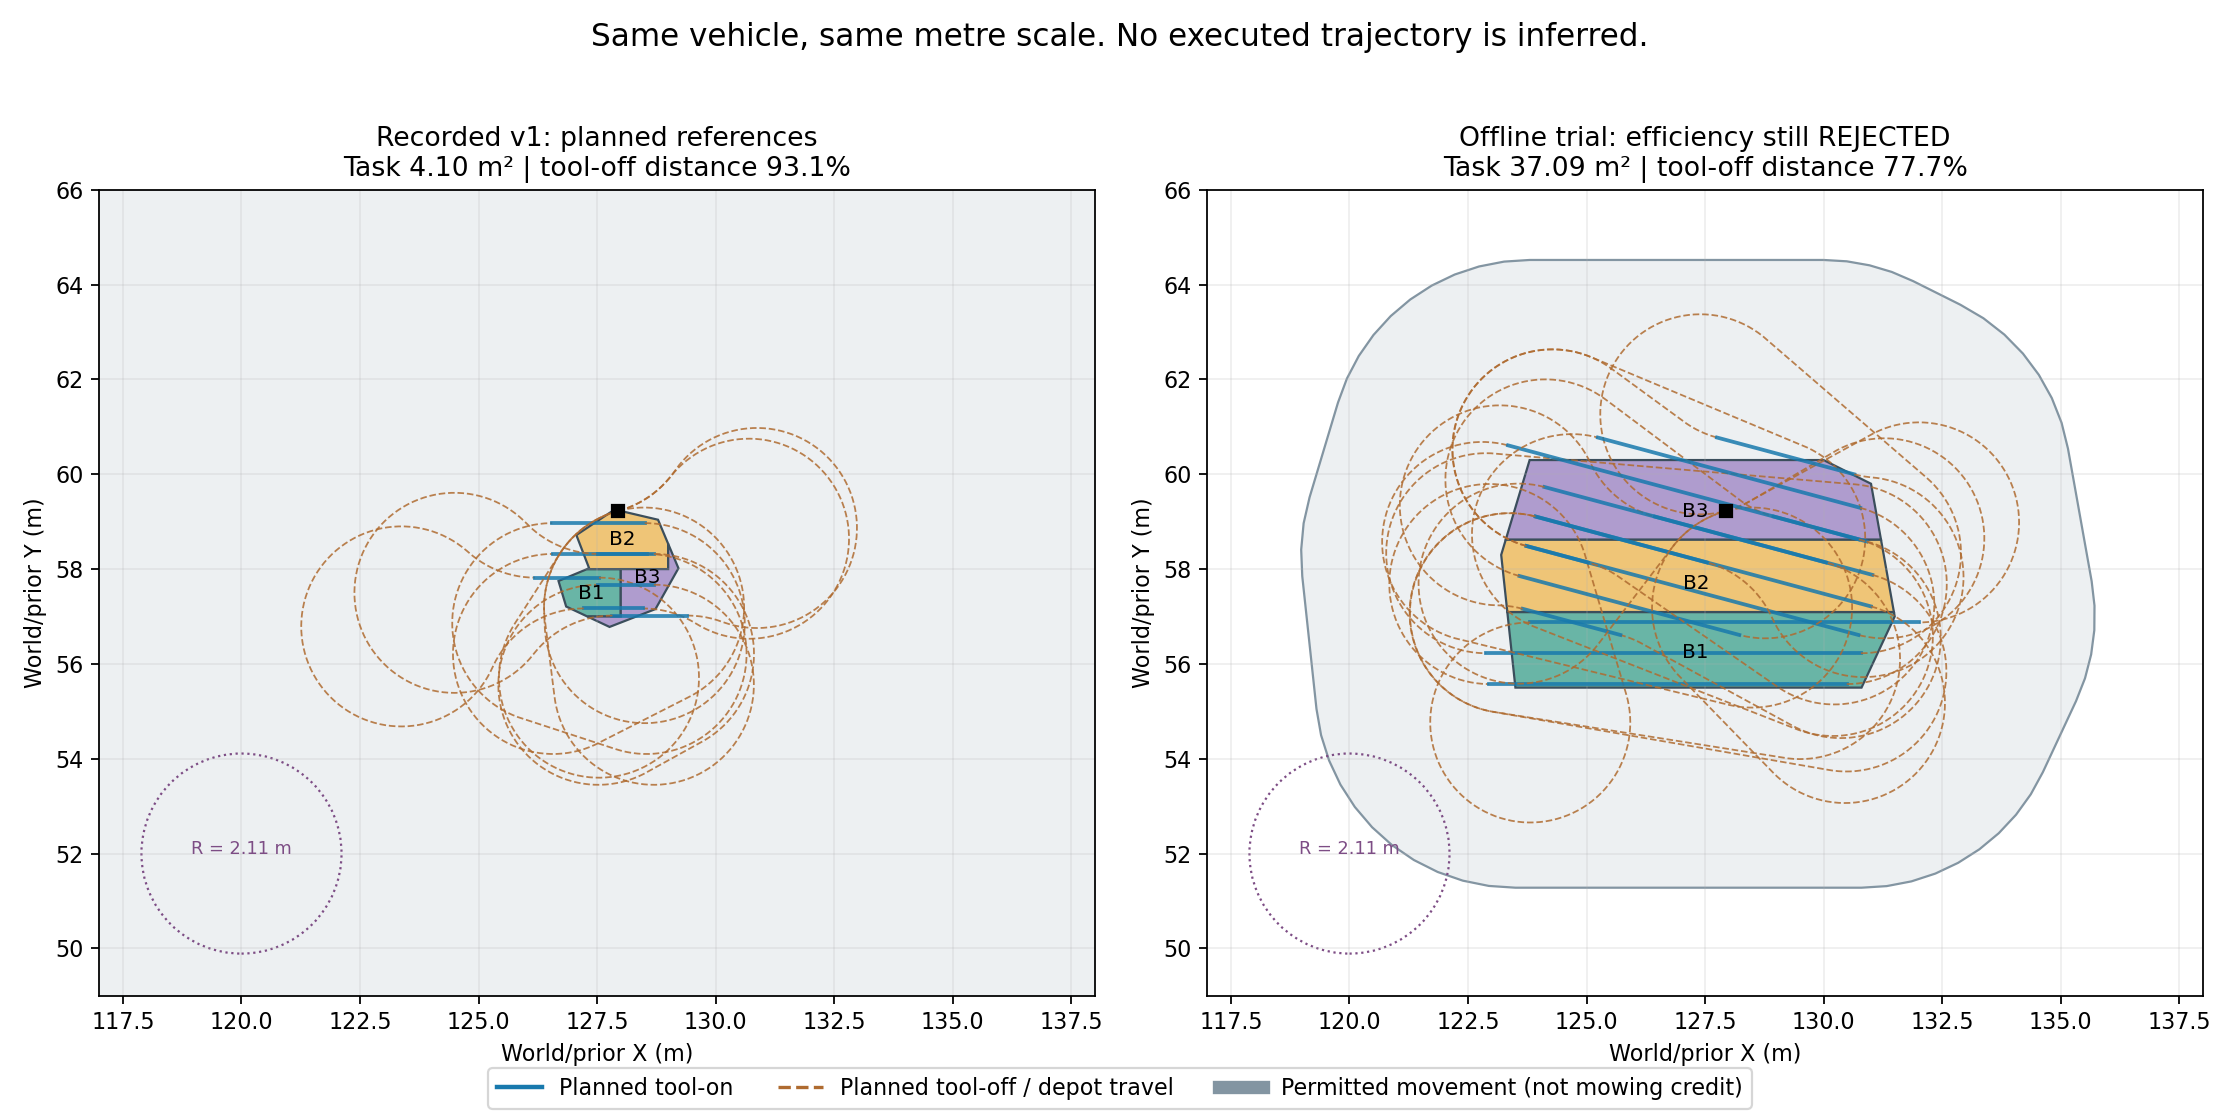 Same vehicle, same metre scale. No executed trajectory is inferred.
Recorded v1: planned references
Task 4.10 m² | tool-off distance 93.1%
66
64
62
60
58
56
54
52
50
World/prior Y (m)
B2
B3
B1
R = 2.11 m
117.5 120.0 122.5 125.0 127.5 130.0 132.5 135.0 137.5
World/prior X (m)
Offline trial: efficiency still REJECTED
Task 37.09 m² | tool-off distance 77.7%
66
64
62
60
58
56
54
52
50
World/prior Y (m)
B3
B2
B1
R = 2.11 m
117.5 120.0 122.5 125.0 127.5 130.0 132.5 135.0 137.5
World/prior X (m)
Planned tool-on
Planned tool-off / depot travel
Permitted movement (not mowing credit)